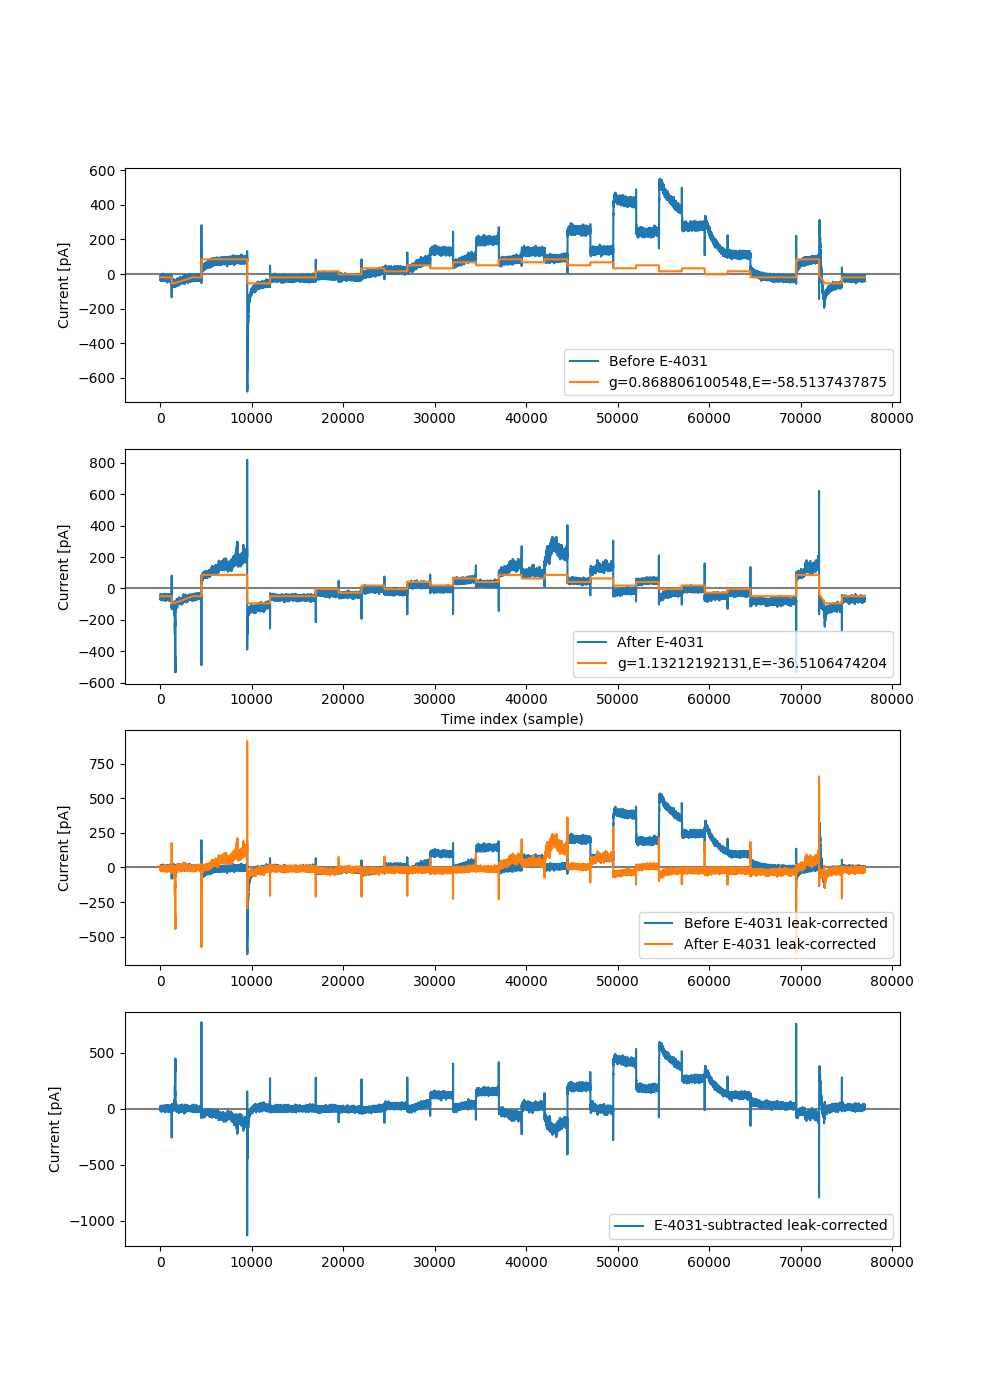 600
400
200
0
−200
−400
−600
Current [pA]
Before E-4031
g=0.868806100548,E=-58.5137437875
0 10000 20000 30000 40000 50000 60000 70000 80000
800
600
400
200
0
−200
−400
−600
Current [pA]
After E-4031
g=1.13212192131,E=-36.5106474204
0 10000 20000 30000 40000 50000 60000 70000 80000
Time index (sample)
750
500
250
0
−250
−500
Current [pA]
Before E-4031 leak-corrected
After E-4031 leak-corrected
0 10000 20000 30000 40000 50000 60000 70000 80000
500
0
−500
−1000
Current [pA]
E-4031-subtracted leak-corrected
0 10000 20000 30000 40000 50000 60000 70000 80000